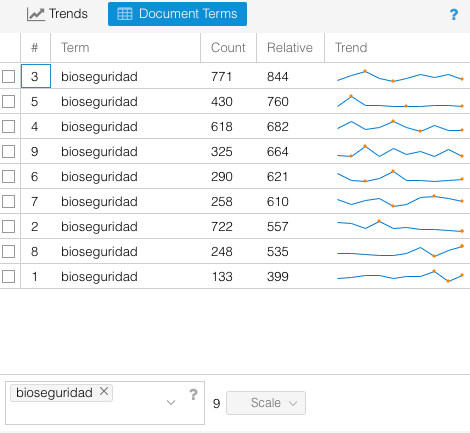 Trends Document Terms ?
# Term Count Relative Trend
3 bioseguridad 771 844
5 bioseguridad 430 760
4 bioseguridad 618 682
9 bioseguridad 325 664
6 bioseguridad 290 621
7 bioseguridad 258 610
2 bioseguridad 722 557
8 bioseguridad 248 535
1 bioseguridad 133 399
bioseguridad × ? 9 Scale